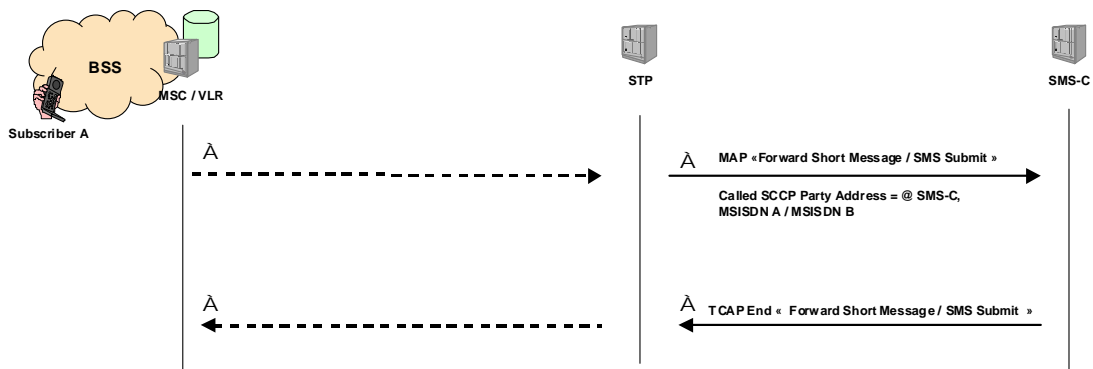 BSS
MSC / VLR
Subscriber A
STP
SMS-C
À
À MAP «Forward Short Message / SMS Submit »
Called SCCP Party Address = @ SMS-C,
MSISDN A / MSISDN B
À
À TCAP End « Forward Short Message / SMS Submit »